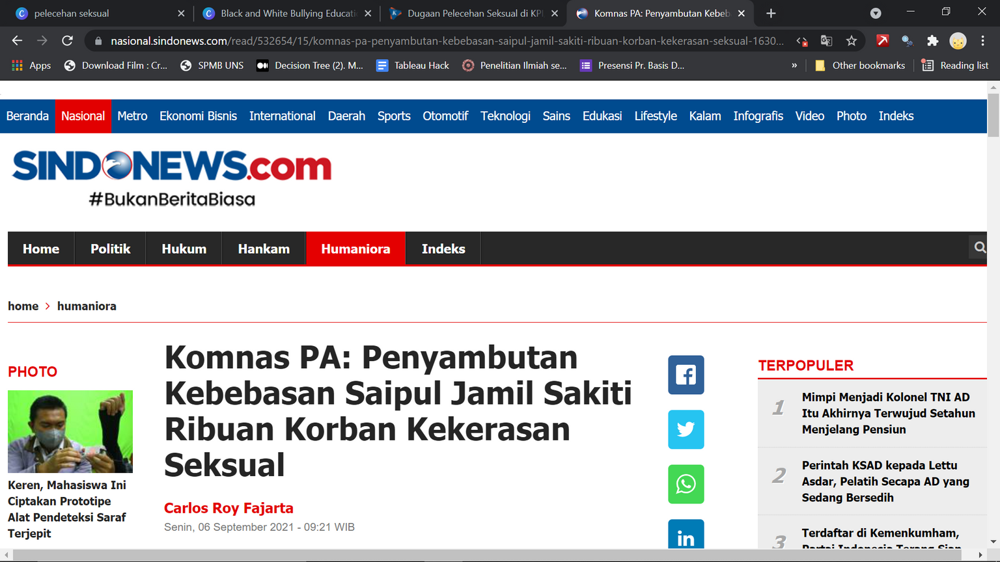 pelecehan seksual
Black and White Bullying Educati
Dugaan Pelecehan Seksual di KPI
Komnas PA: Penyambutan Kebeb
nasional.sindonews.com/read/532654/15/komnas-pa-penyambutan-kebebasan-saipul-jamil-sakiti-ribuan-korban-kekerasan-seksual-1630...
Apps
Download Film : Cr...
SPMB UNS
Decision Tree (2). M...
Tableau Hack
Penelitian Ilmiah se...
Presensi Pr. Basis D...
»
Other bookmarks
Reading list
Beranda Nasional Metro Ekonomi Bisnis International Daerah Sports Otomotif Teknologi Sains Edukasi Lifestyle Kalam Infografis Video Photo Indeks
SINDONEWS.com
#BukanBeritaBiasa
Home Politik Hukum Hankam Humaniora Indeks
home > humaniora
PHOTO
Keren, Mahasiswa Ini
Ciptakan Prototipe
Alat Pendeteksi Saraf
Terjepit
Komnas PA: Penyambutan
Kebebasan Saipul Jamil Sakiti
Ribuan Korban Kekerasan
Seksual
Carlos Roy Fajarta
Senin, 06 September 2021 - 09:21 WIB
TERPOPULER
1
Mimpi Menjadi Kolonel TNI AD
Itu Akhirnya Terwujud Setahun
Menjelang Pensiun
2
Perintah KSAD kepada Lettu
Asdar, Pelatih Secapa AD yang
Sedang Bersedih
3
Terdaftar di Kemenkumham,
Partai Indonesia Terang Siap